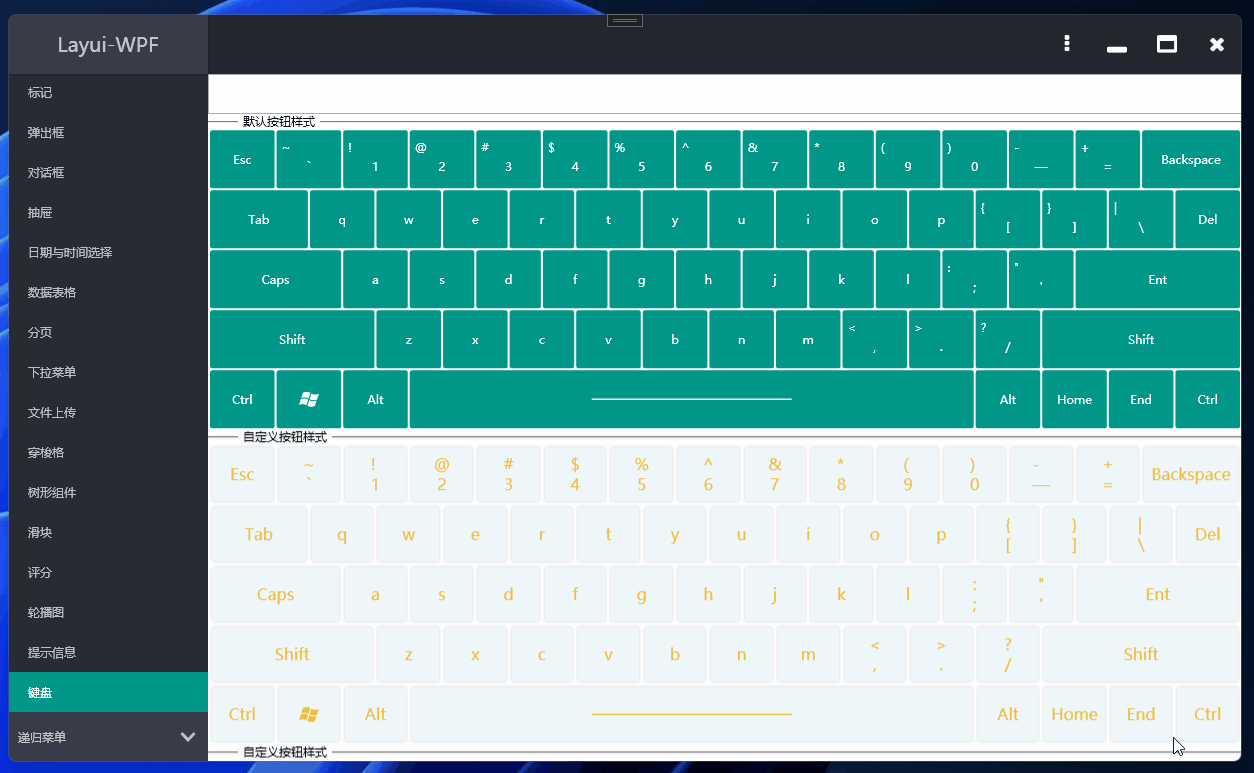 Layui-WPF
标记
弹出框
对话框
抽屉
日期与时间选择
数据表格
分页
下拉菜单
文件上传
穿梭格
树形组件
滑块
评分
轮播图
提示信息
键盘
递归菜单
默认按钮样式
Esc ~ ` ! 1 @ 2 # 3 $ 4 % 5 ^ 6 & 7 * 8 ( 9 ) 0 - — + = Backspace
Tab q w e r t y u i o p { [ } ] | \ Del
Caps a s d f g h j k l : ; " ' Ent
Shift z x c v b n m < , > . ? / Shift
Ctrl Alt Alt Home End Ctrl
自定义按钮样式
Esc ~ ` ! 1 @ 2 # 3 $ 4 % 5 ^ 6 & 7 * 8 ( 9 ) 0 - — + = Backspace
Tab q w e r t y u i o p { [ } ] | \ Del
Caps a s d f g h j k l : ; " ' Ent
Shift z x c v b n m < , > . ? / Shift
Ctrl Alt Alt Home End Ctrl
自定义按钮样式